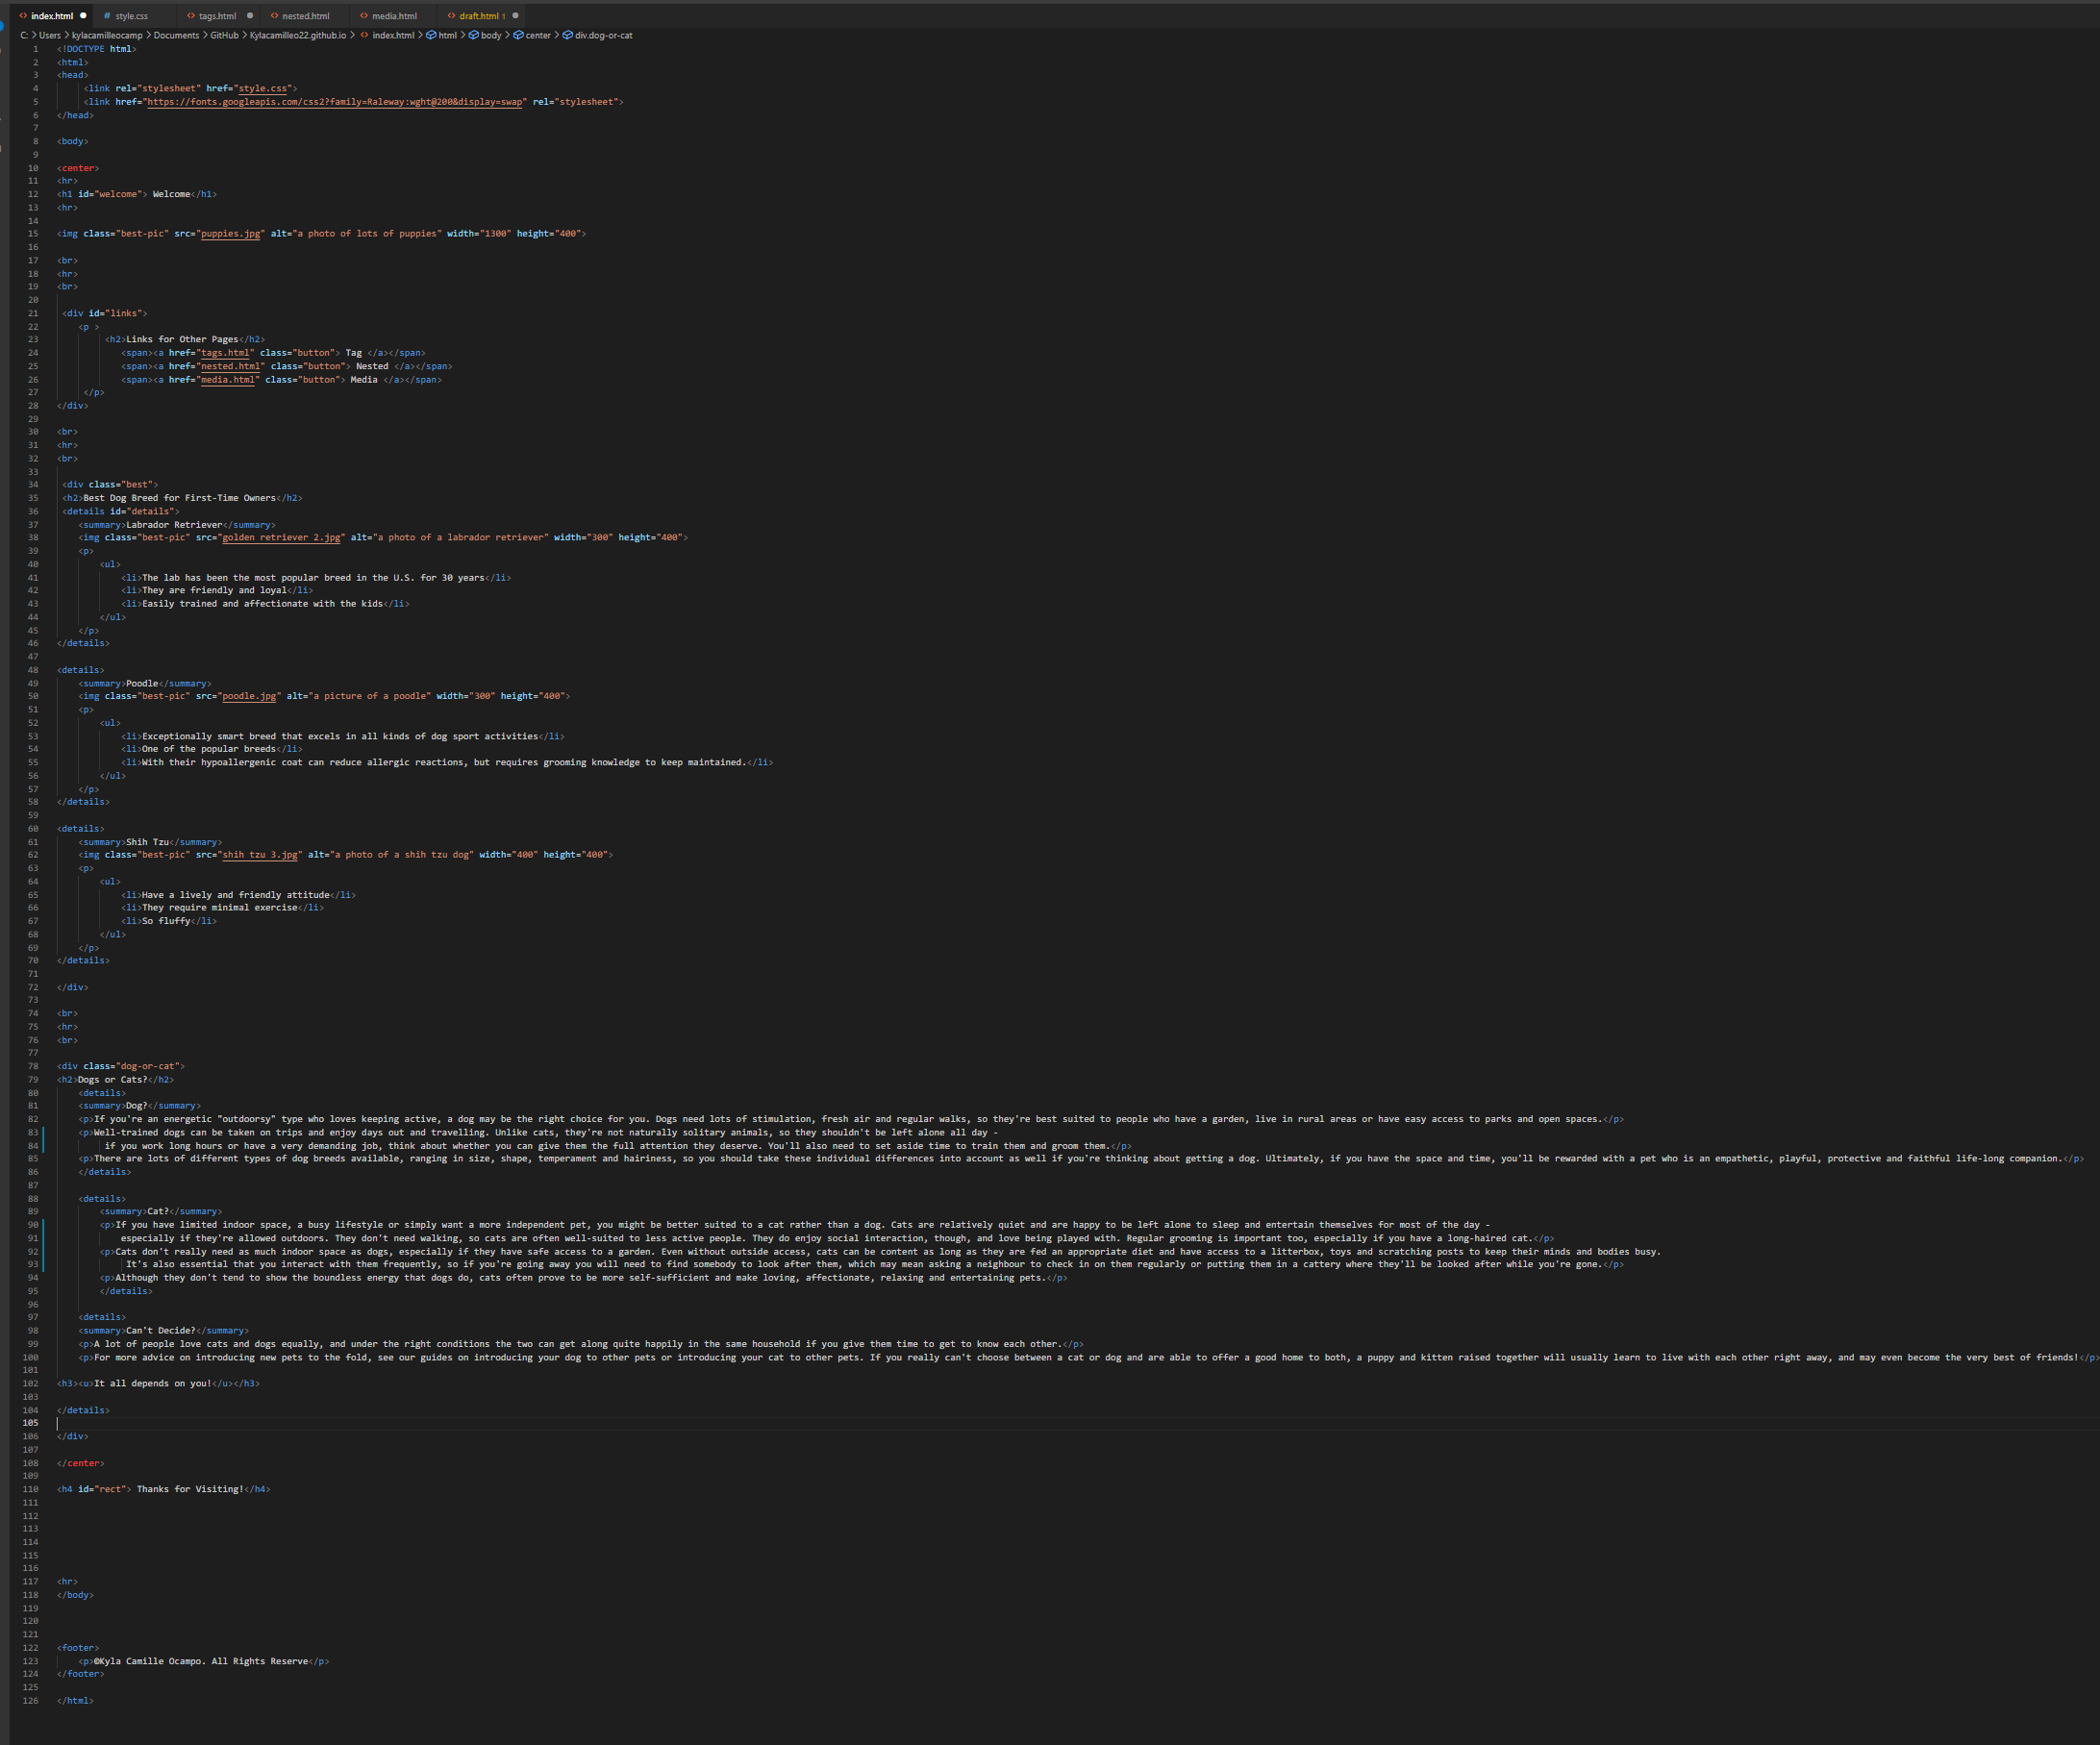 index.html style.css tags.html nested.html media.html draft.html 1
C: > Users > kylacamilleocamp > Documents > GitHub > Kylacamilleo22.github.io > index.html > html > body > center > div.dog-or-cat
1 <!DOCTYPE html>
2 <html>
3 <head>
4 <link rel="stylesheet" href="style.css">
5 <link href="https://fonts.googleapis.com/css2?family=Raleway:wght@200&display=swap" rel="stylesheet">
6 </head>
7
8 <body>
9
10 <center>
11 <hr>
12 <h1 id="welcome"> Welcome</h1>
13 <hr>
14
15 <img class="best-pic" src="puppies.jpg" alt="a photo of lots of puppies" width="1300" height="400">
16
17 <br>
18 <hr>
19 <br>
20
21 <div id="links">
22 <p >
23 <h2>Links for Other Pages</h2>
24 <span><a href="tags.html" class="button"> Tag </a></span>
25 <span><a href="nested.html" class="button"> Nested </a></span>
26 <span><a href="media.html" class="button"> Media </a></span>
27 </p>
28 </div>
29
30 <br>
31 <hr>
32 <br>
33
34 <div class="best">
35 <h2>Best Dog Breed for First-Time Owners</h2>
36 <details id="details">
37 <summary>Labrador Retriever</summary>
38 <img class="best-pic" src="golden retriever 2.jpg" alt="a photo of a labrador retriever" width="300" height="400">
39 <p>
40 <ul>
41 <li>The lab has been the most popular breed in the U.S. for 30 years</li>
42 <li>They are friendly and loyal</li>
43 <li>Easily trained and affectionate with the kids</li>
44 </ul>
45 </p>
46 </details>
47
48 <details>
49 <summary>Poodle</summary>
50 <img class="best-pic" src="poodle.jpg" alt="a picture of a poodle" width="300" height="400">
51 <p>
52 <ul>
53 <li>Exceptionally smart breed that excels in all kinds of dog sport activities</li>
54 <li>One of the popular breeds</li>
55 <li>With their hypoallergenic coat can reduce allergic reactions, but requires grooming knowledge to keep maintained.</li>
56 </ul>
57 </p>
58 </details>
59
60 <details>
61 <summary>Shih Tzu</summary>
62 <img class="best-pic" src="shih tzu 3.jpg" alt="a photo of a shih tzu dog" width="400" height="400">
63 <p>
64 <ul>
65 <li>Have a lively and friendly attitude</li>
66 <li>They require minimal exercise</li>
67 <li>So fluffy</li>
68 </ul>
69 </p>
70 </details>
71
72 </div>
73
74 <br>
75 <hr>
76 <br>
77
78 <div class="dog-or-cat">
79 <h2>Dogs or Cats?</h2>
80 <details>
81 <summary>Dog?</summary>
82 <p>If you're an energetic "outdoorsy" type who loves keeping active, a dog may be the right choice for you. Dogs need lots of stimulation, fresh air and regular walks, so they're best suited to people who have a garden, live in rural areas or have easy access to parks and open spaces.</p>
83 <p>Well-trained dogs can be taken on trips and enjoy days out and travelling. Unlike cats, they're not naturally solitary animals, so they shouldn't be left alone all day -
84 if you work long hours or have a very demanding job, think about whether you can give them the full attention they deserve. You'll also need to set aside time to train them and groom them.</p>
85 <p>There are lots of different types of dog breeds available, ranging in size, shape, temperament and hairiness, so you should take these individual differences into account as well if you're thinking about getting a dog. Ultimately, if you have the space and time, you'll be rewarded with a pet who is an empathetic, playful, protective and faithful life-long companion.</p>
86 </details>
87
88 <details>
89 <summary>Cat?</summary>
90 <p>If you have limited indoor space, a busy lifestyle or simply want a more independent pet, you might be better suited to a cat rather than a dog. Cats are relatively quiet and are happy to be left alone to sleep and entertain themselves for most of the day -
91 especially if they're allowed outdoors. They don't need walking, so cats are often well-suited to less active people. They do enjoy social interaction, though, and love being played with. Regular grooming is important too, especially if you have a long-haired cat.</p>
92 <p>Cats don't really need as much indoor space as dogs, especially if they have safe access to a garden. Even without outside access, cats can be content as long as they are fed an appropriate diet and have access to a litterbox, toys and scratching posts to keep their minds and bodies busy.
93 It's also essential that you interact with them frequently, so if you're going away you will need to find somebody to look after them, which may mean asking a neighbour to check in on them regularly or putting them in a cattery where they'll be looked after while you're gone.</p>
94 <p>Although they don't tend to show the boundless energy that dogs do, cats often prove to be more self-sufficient and make loving, affectionate, relaxing and entertaining pets.</p>
95 </details>
96
97 <details>
98 <summary>Can't Decide?</summary>
99 <p>A lot of people love cats and dogs equally, and under the right conditions the two can get along quite happily in the same household if you give them time to get to know each other.</p>
100 <p>For more advice on introducing new pets to the fold, see our guides on introducing your dog to other pets or introducing your cat to other pets. If you really can't choose between a cat or dog and are able to offer a good home to both, a puppy and kitten raised together will usually learn to live with each other right away, and may even become the very best of friends!</p>
101
102 <h3><u>It all depends on you!</u></h3>
103
104 </details>
105
106 </div>
107
108 </center>
109
110 <h4 id="rect"> Thanks for Visiting!</h4>
111
112
113
114
115
116
117 <hr>
118 </body>
119
120
121
122 <footer>
123 <p>©Kyla Camille Ocampo. All Rights Reserve</p>
124 </footer>
125
126 </html>